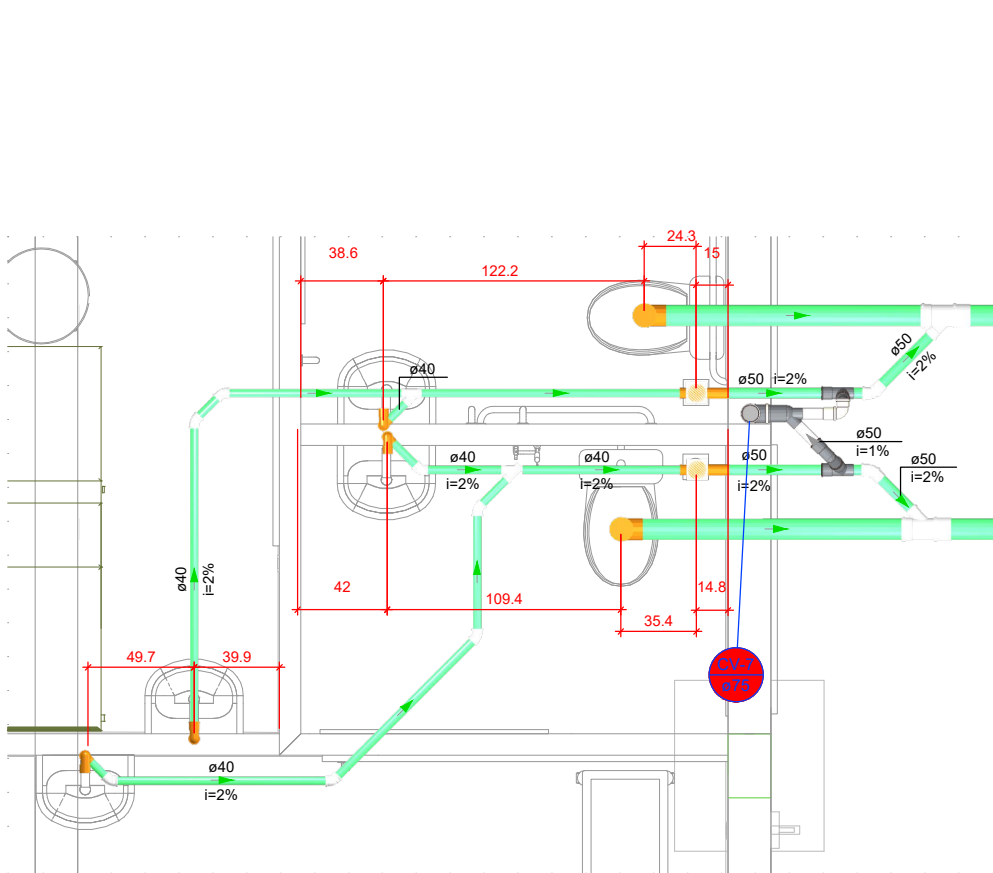 24.3
38.6
15
122.2
ø50
i=2%
ø40
ø50 i=2%
ø50
i=1%
ø40
i=2%
ø40
i=2%
ø50
i=2%
ø50
i=2%
ø40
i=2%
42
109.4
14.8
35.4
49.7
39.9
CV-7
ø75
ø40
i=2%